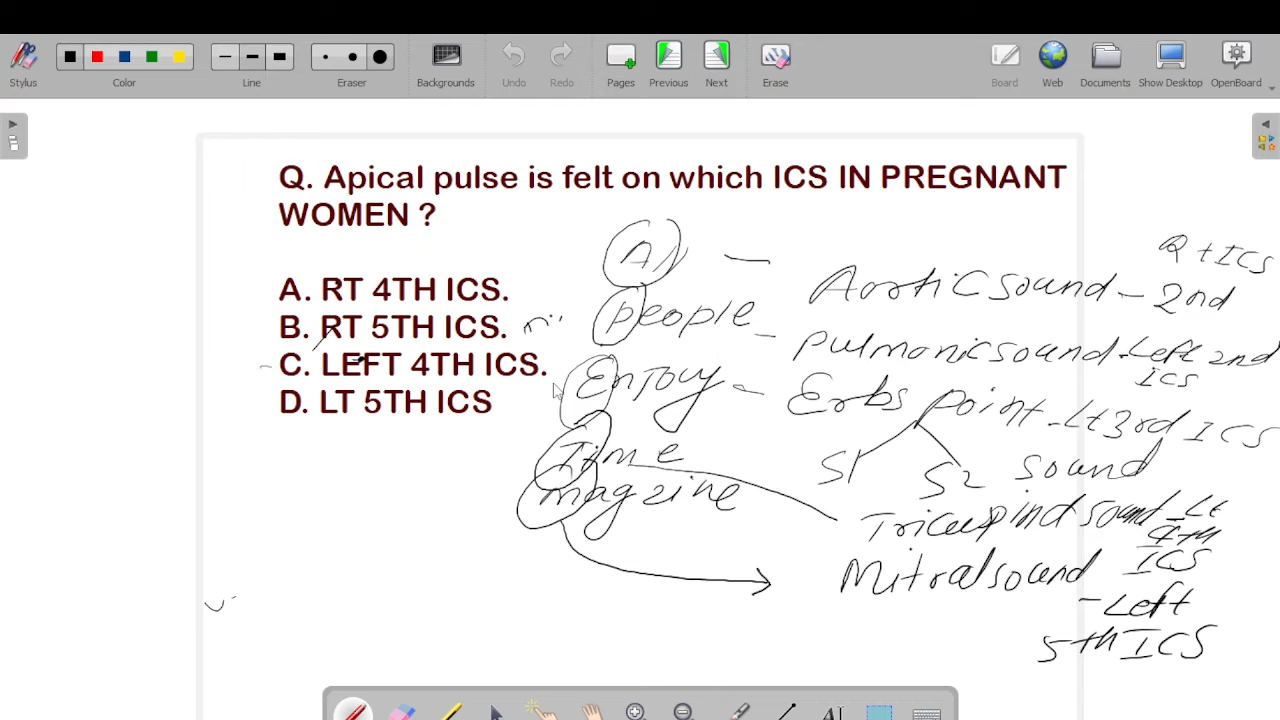 Stylus
Color
Line
Eraser
Backgrounds
Undo
Redo
Pages
Previous
Next
Erase
Board
Web
Documents
Show Desktop
OpenBoard
Q. Apical pulse is felt on which ICS IN PREGNANT
WOMEN ?
A. RT 4TH ICS.
B. RT 5TH ICS.
C. LEFT 4TH ICS.
D. LT 5TH ICS
All
People
Enjoy
Time
magzine
Rt ICS
Aortic sound - 2nd
Pulmonic sound - Left 2nd
ICS
Erbs point - Lt 3rd ICS
S1 S2 sound
Tricuspind sound - Lt
4th
ICS
Mitral sound
- Left
5th ICS